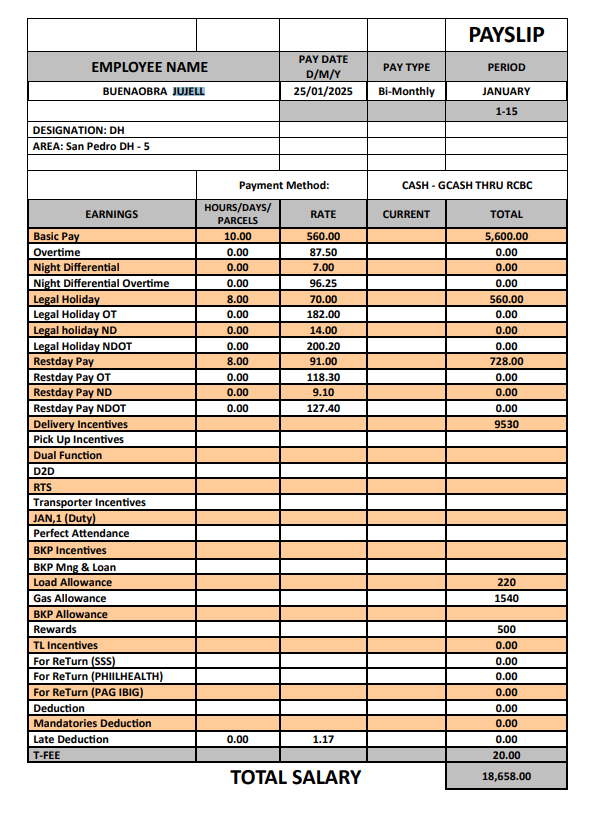 PAYSLIP
EMPLOYEE NAME PAY DATE D/M/Y PAY TYPE PERIOD
BUENAOBRA JUJELL 25/01/2025 Bi-Monthly JANUARY
1-15
DESIGNATION: DH
AREA: San Pedro DH - 5
Payment Method: CASH - GCASH THRU RCBC
EARNINGS HOURS/DAYS/PARCELS RATE CURRENT TOTAL
Basic Pay 10.00 560.00 5,600.00
Overtime 0.00 87.50 0.00
Night Differential 0.00 7.00 0.00
Night Differential Overtime 0.00 96.25 0.00
Legal Holiday 8.00 70.00 560.00
Legal Holiday OT 0.00 182.00 0.00
Legal holiday ND 0.00 14.00 0.00
Legal Holiday NDOT 0.00 200.20 0.00
Restday Pay 8.00 91.00 728.00
Restday Pay OT 0.00 118.30 0.00
Restday Pay ND 0.00 9.10 0.00
Restday Pay NDOT 0.00 127.40 0.00
Delivery Incentives 9530
Pick Up Incentives
Dual Function
D2D
RTS
Transporter Incentives
JAN,1 (Duty)
Perfect Attendance
BKP Incentives
BKP Mng & Loan
Load Allowance 220
Gas Allowance 1540
BKP Allowance
Rewards 500
TL Incentives 0.00
For ReTurn (SSS) 0.00
For ReTurn (PHIILHEALTH) 0.00
For ReTurn (PAG IBIG) 0.00
Deduction 0.00
Mandatories Deduction 0.00
Late Deduction 0.00 1.17 0.00
T-FEE 20.00
TOTAL SALARY 18,658.00